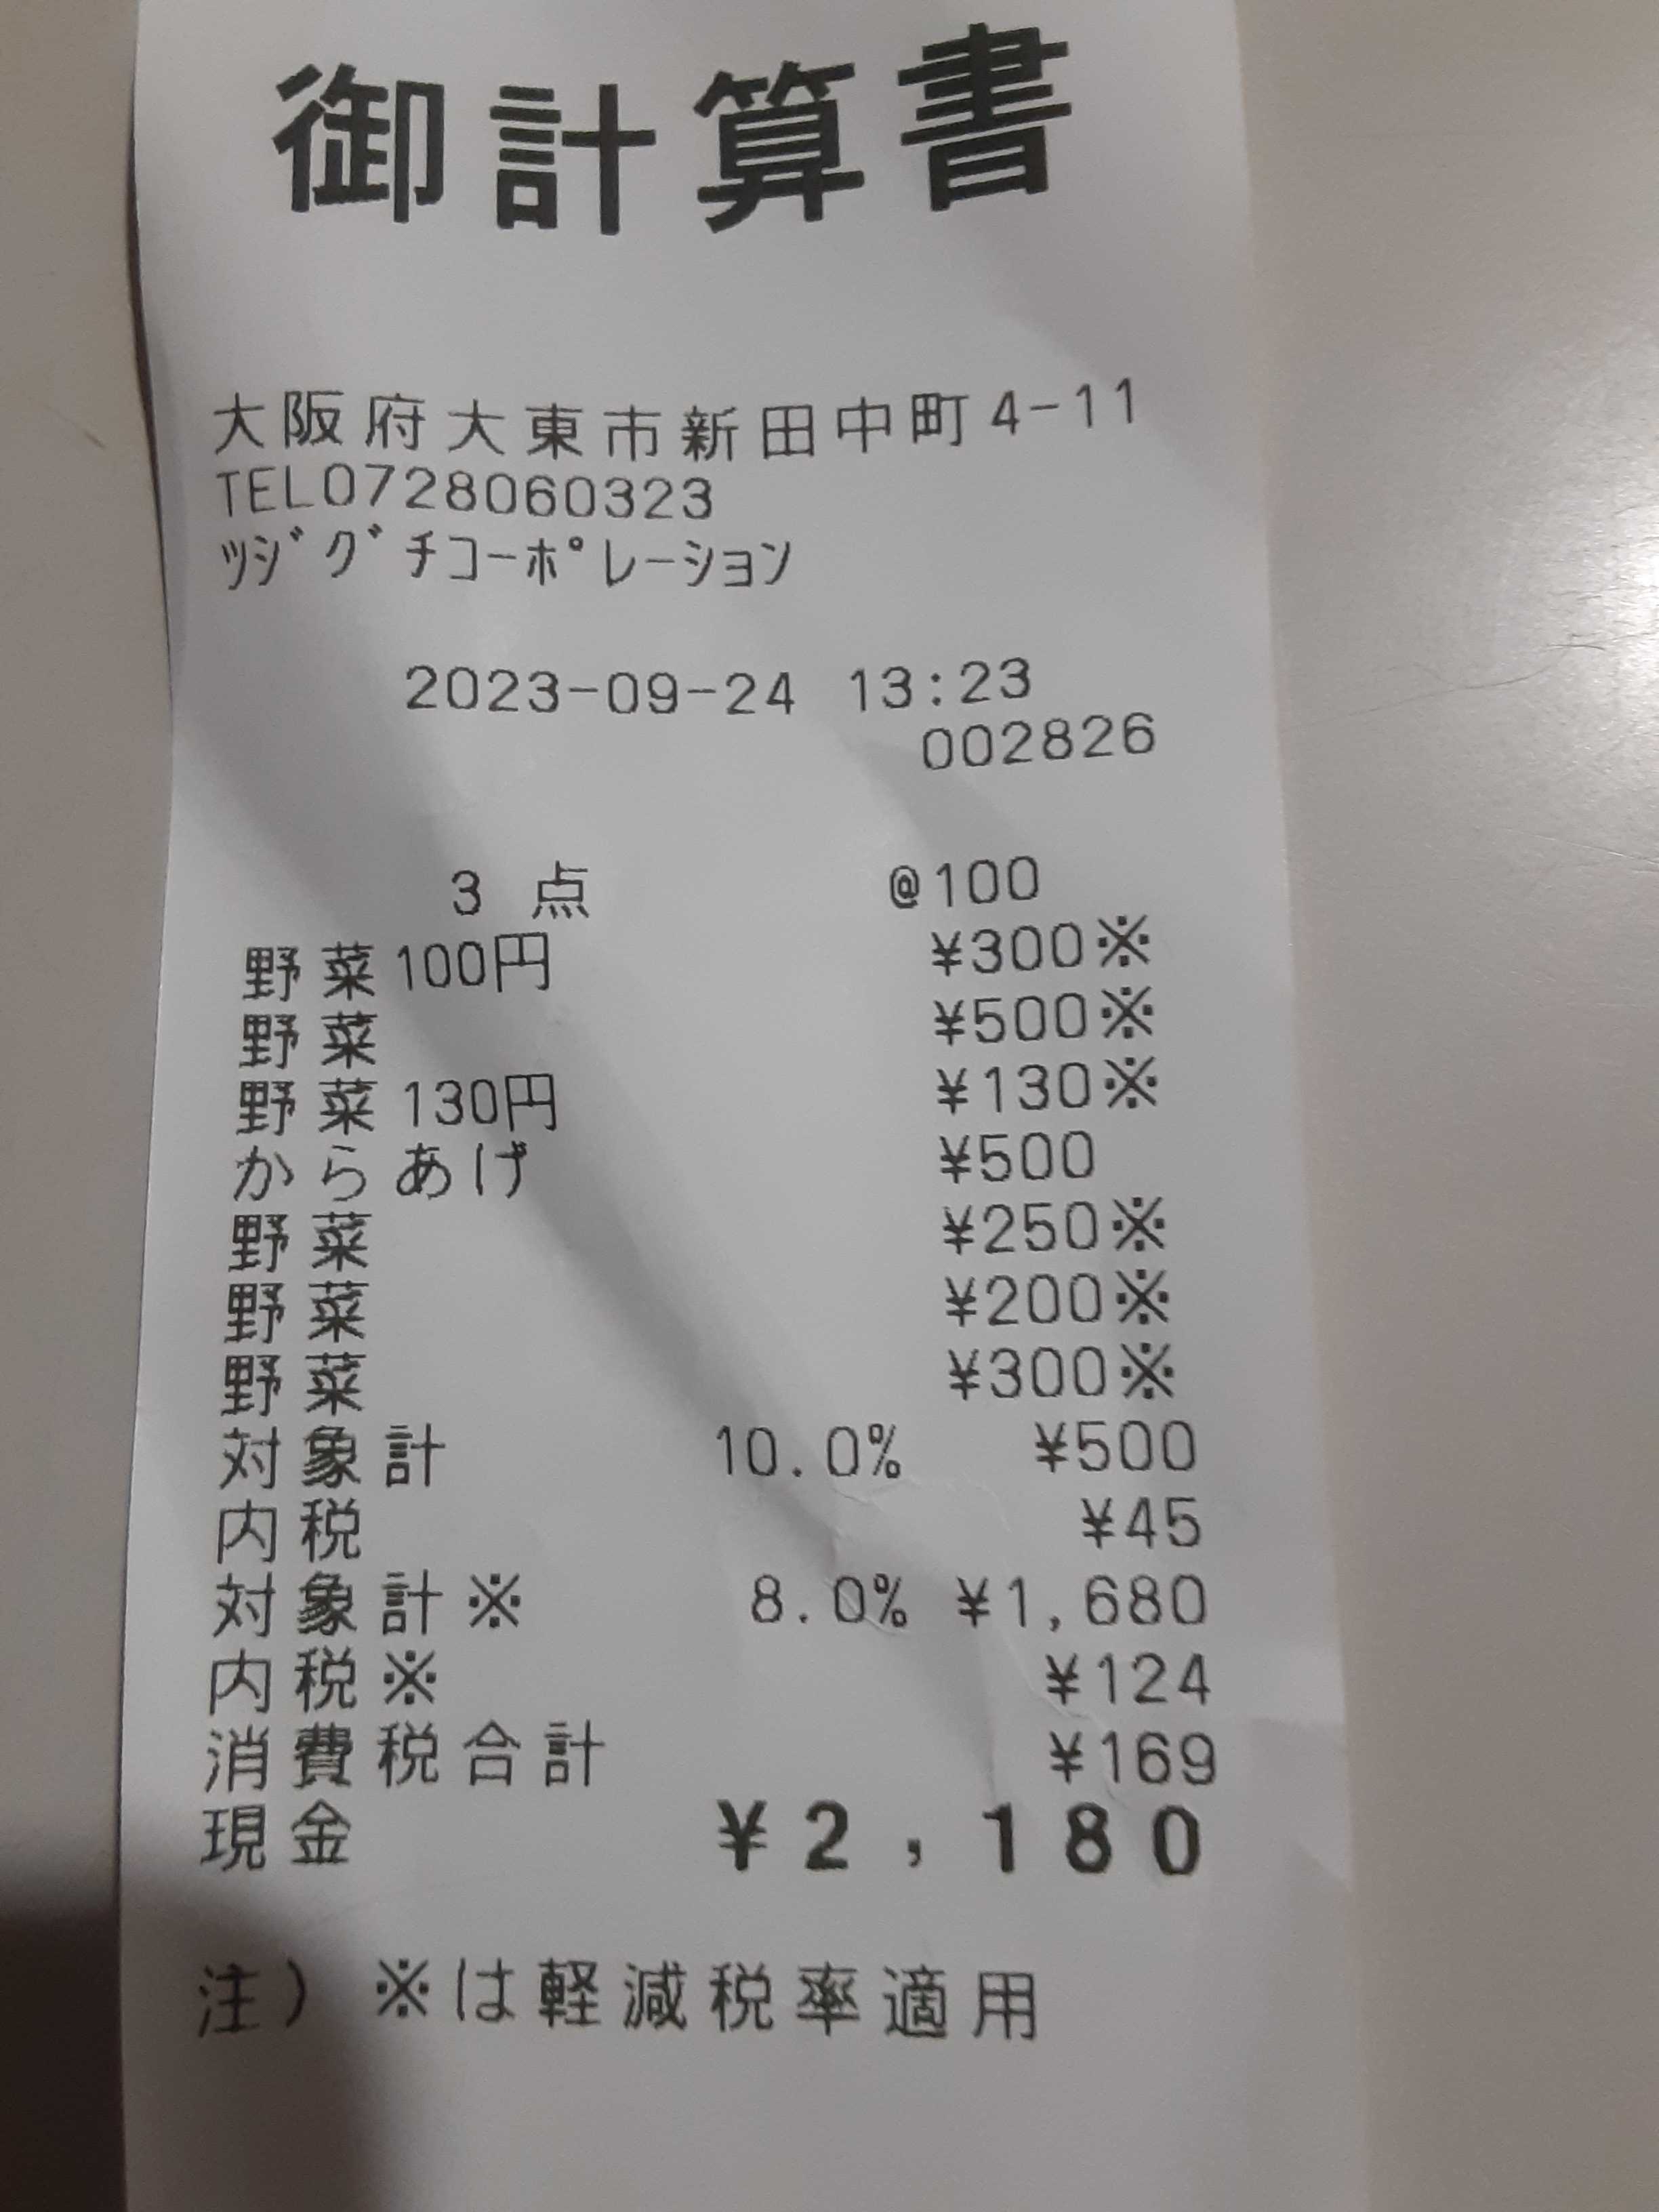 御計算書
大阪府大東市新田中町4-11
TEL0728060323
ﾂｼﾞｸﾞﾁｺｰﾎﾟﾚｰｼｮﾝ
2023-09-24 13:23
002826
3 点 @100
野菜100円 ¥300※
野菜 ¥500※
野菜130円 ¥130※
からあげ ¥500
野菜 ¥250※
野菜 ¥200※
野菜 ¥300※
対象計 10.0% ¥500
内税 ¥45
対象計※ 8.0% ¥1,680
内税※ ¥124
消費税合計 ¥169
現金 ¥2,180
注）※は軽減税率適用